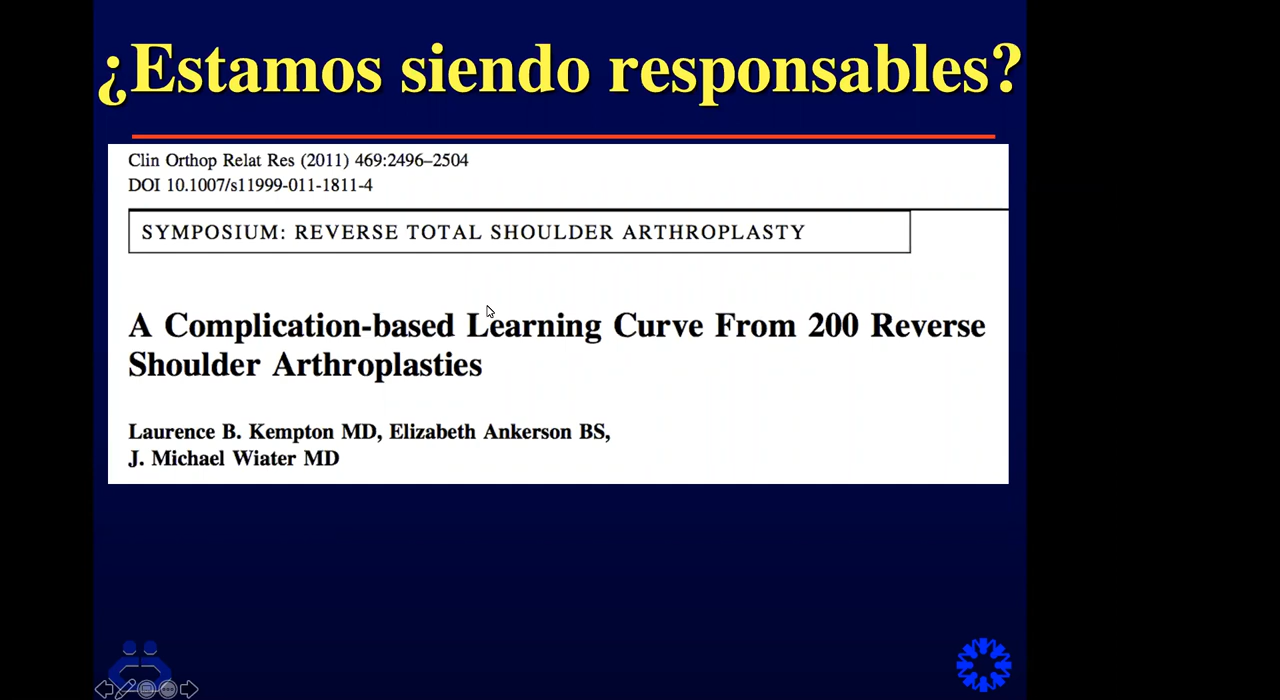 ¿Estamos siendo responsables?
Clin Orthop Relat Res (2011) 469:2496–2504
DOI 10.1007/s11999-011-1811-4
SYMPOSIUM: REVERSE TOTAL SHOULDER ARTHROPLASTY
A Complication-based Learning Curve From 200 Reverse
Shoulder Arthroplasties
Laurence B. Kempton MD, Elizabeth Ankerson BS,
J. Michael Wiater MD